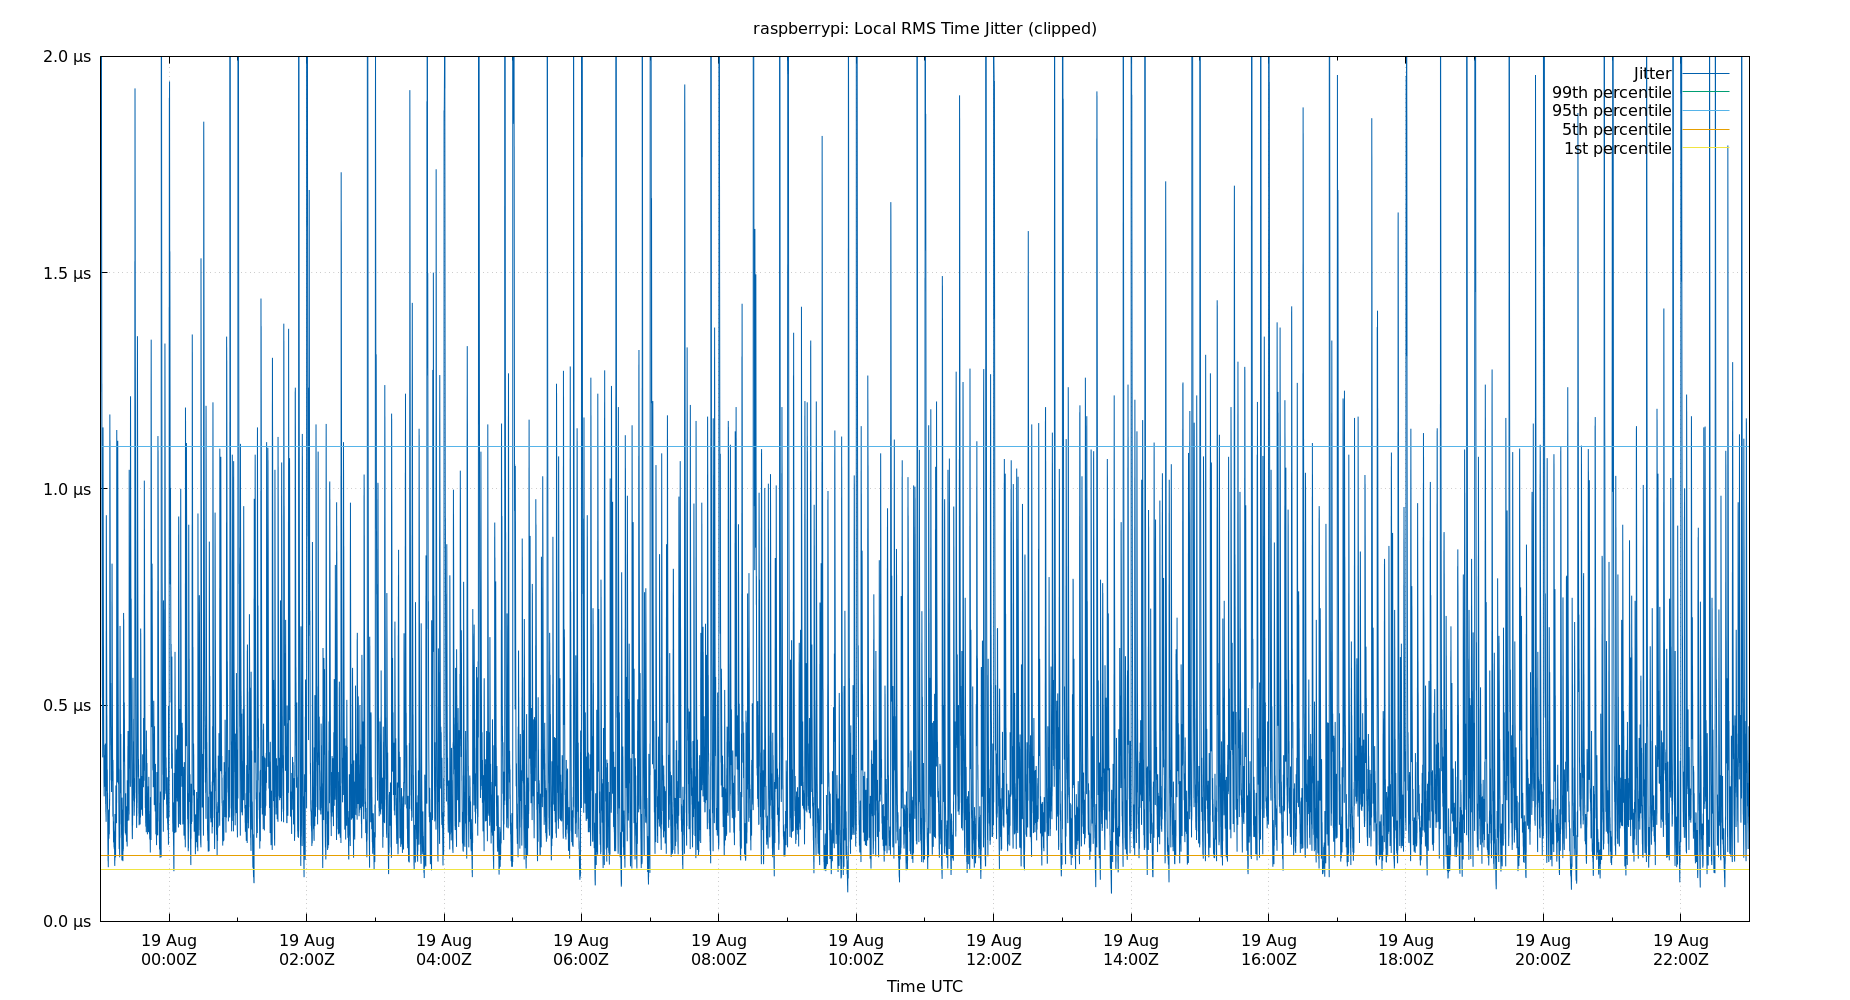 raspberrypi: Local RMS Time Jitter (clipped)
2.0 µs
1.5 µs
1.0 µs
0.5 µs
0.0 µs
Jitter
99th percentile
95th percentile
5th percentile
1st percentile
19 Aug 19 Aug 19 Aug 19 Aug 19 Aug 19 Aug 19 Aug 19 Aug 19 Aug 19 Aug 19 Aug 19 Aug
00:00Z 02:00Z 04:00Z 06:00Z 08:00Z 10:00Z 12:00Z 14:00Z 16:00Z 18:00Z 20:00Z 22:00Z
Time UTC